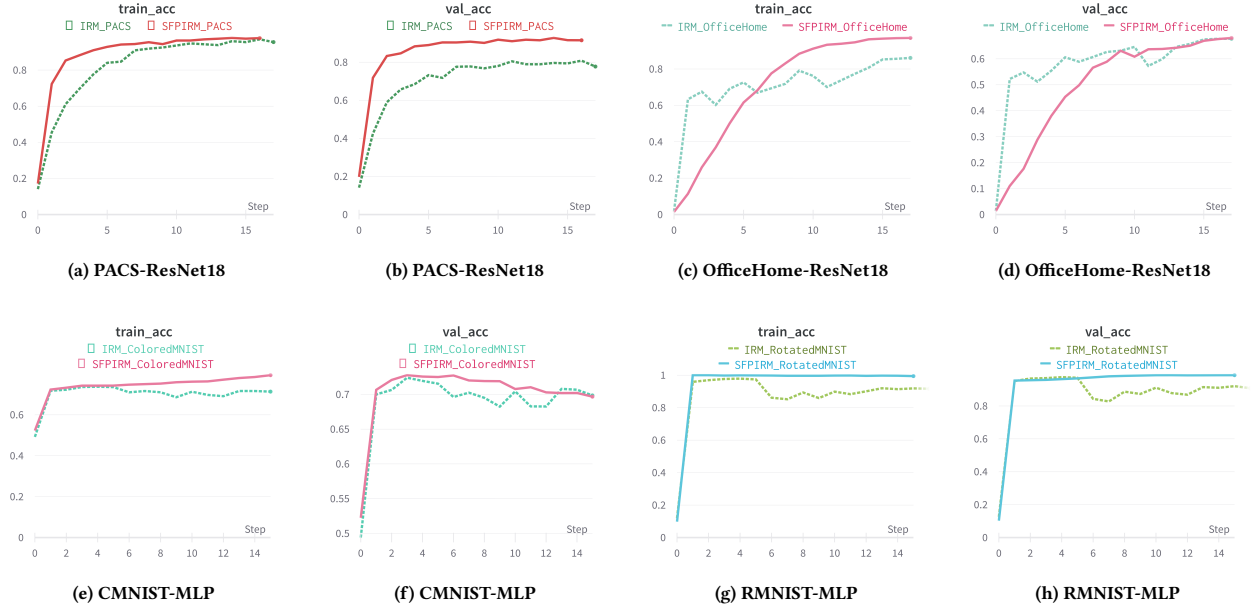 train_acc
IRM_PACS SFPIRM_PACS
0.8
0.6
0.4
0.2
0
Step
0 5 10 15
(a) PACS-ResNet18
val_acc
IRM_PACS SFPIRM_PACS
0.8
0.6
0.4
0.2
0
Step
0 5 10 15
(b) PACS-ResNet18
train_acc
IRM_OfficeHome SFPIRM_OfficeHome
0.8
0.6
0.4
0.2
0
Step
0 5 10 15
(c) OfficeHome-ResNet18
val_acc
IRM_OfficeHome SFPIRM_OfficeHome
0.6
0.5
0.4
0.3
0.2
0.1
0
Step
0 5 10 15
(d) OfficeHome-ResNet18
train_acc
IRM_ColoredMNIST
SFPIRM_ColoredMNIST
0.6
0.4
0.2
0
Step
0 2 4 6 8 10 12 14
(e) CMNIST-MLP
val_acc
IRM_ColoredMNIST
SFPIRM_ColoredMNIST
0.7
0.65
0.6
0.55
0.5
Step
0 2 4 6 8 10 12 14
(f) CMNIST-MLP
train_acc
IRM_RotatedMNIST
SFPIRM_RotatedMNIST
1
0.8
0.6
0.4
0.2
0
Step
0 2 4 6 8 10 12 14
(g) RMNIST-MLP
val_acc
IRM_RotatedMNIST
SFPIRM_RotatedMNIST
0.8
0.6
0.4
0.2
0
Step
0 2 4 6 8 10 12 14
(h) RMNIST-MLP